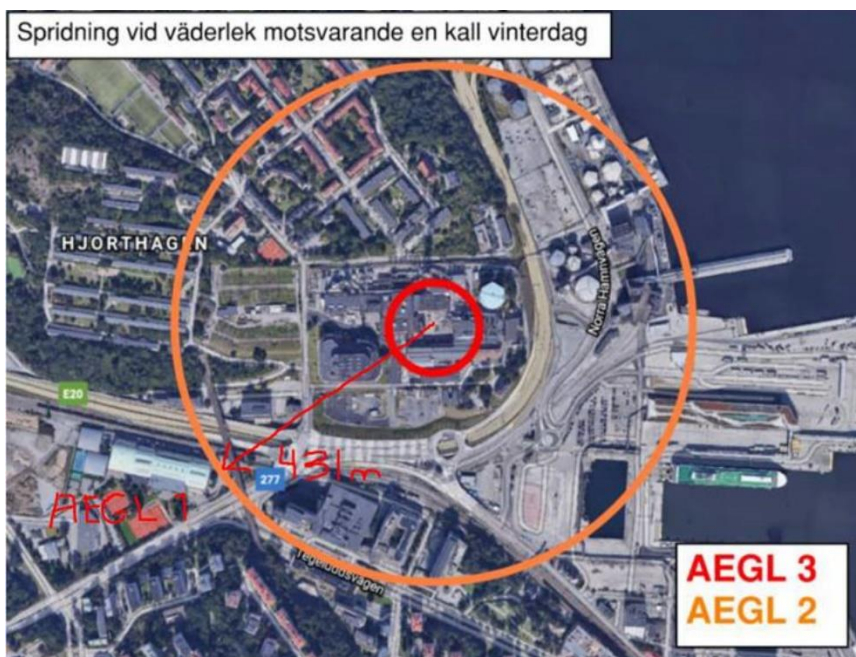 Spridning vid väderlek motsvarande en kall vinterdag
HJORTHAGEN
Norra Hamnvägen
E20
277
431m
AEGL 1
Tegeluddsvägen
AEGL 3
AEGL 2